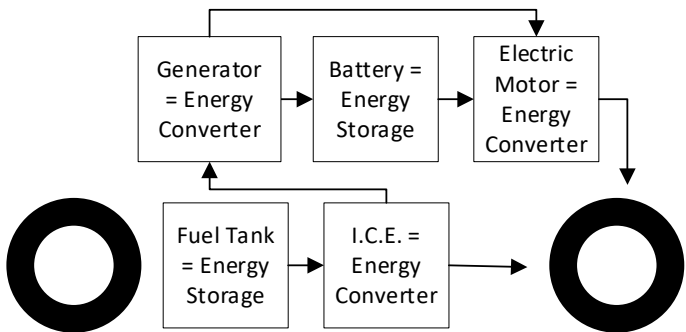 Generator
= Energy
Converter
Battery =
Energy
Storage
Electric
Motor =
Energy
Converter
Fuel Tank
= Energy
Storage
I.C.E. =
Energy
Converter